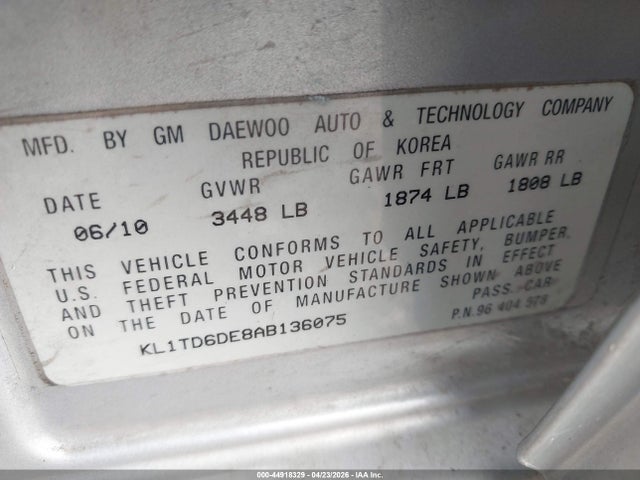 MFD. BY GM DAEWOO AUTO & TECHNOLOGY COMPANY
REPUBLIC OF KOREA
DATE GVWR GAWR FRT GAWR RR
06/10 3448 LB 1874 LB 1808 LB
THIS VEHICLE CONFORMS TO ALL APPLICABLE
U.S. FEDERAL MOTOR VEHICLE SAFETY, BUMPER,
AND THEFT PREVENTION STANDARDS IN EFFECT
ON THE DATE OF MANUFACTURE SHOWN ABOVE
PASS. CAR
KL1TD6DE8AB136075 P.N. 96 404 578
000-44918329 - 04/23/2026 - IAA Inc.